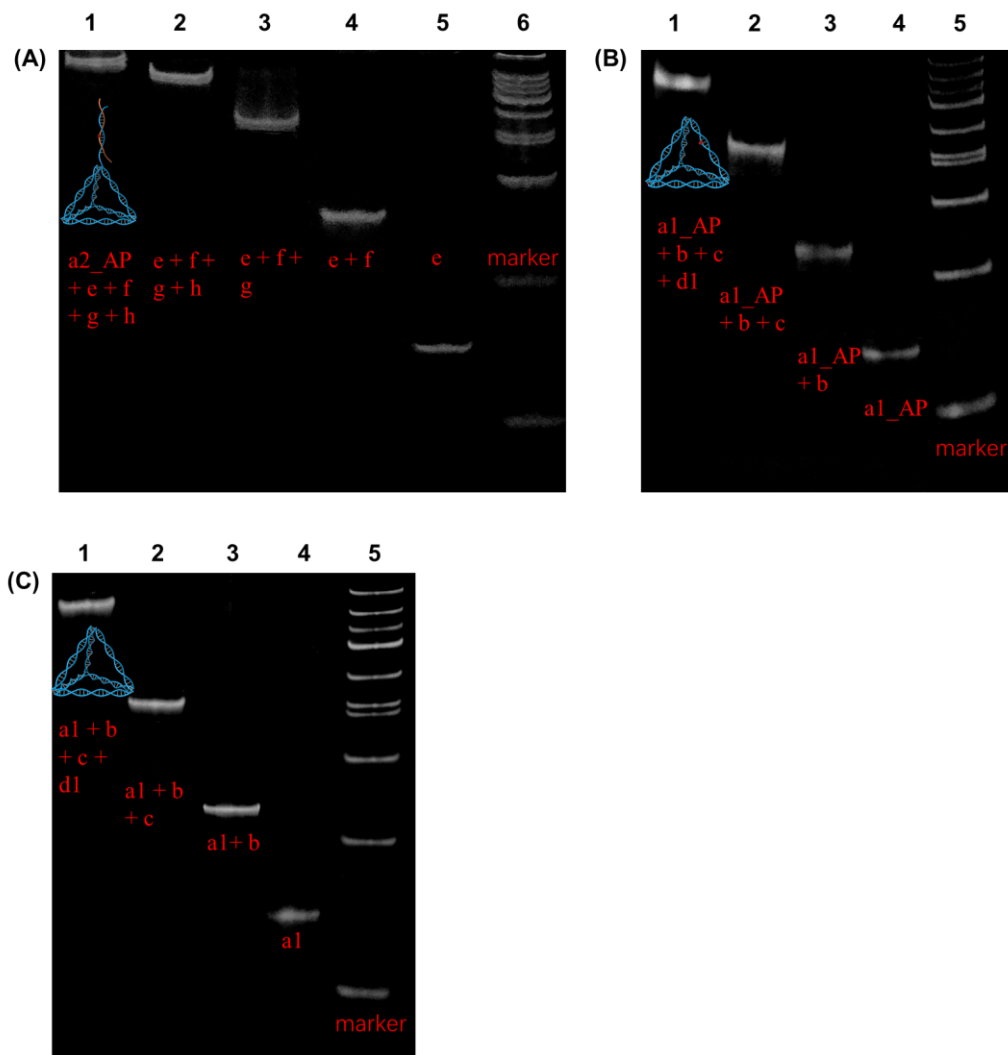 1 2 3 4 5 6
(A)
a2_AP
+ e + f
+ g + h
e + f +
g + h
e + f +
g
e + f
e
marker
1 2 3 4 5
(B)
a1_AP
+ b + c
+ d1
a1_AP
+ b + c
a1_AP
+ b
a1_AP
marker
1 2 3 4 5
(C)
a1 + b
+ c +
d1
a1 + b
+ c
a1+ b
a1
marker